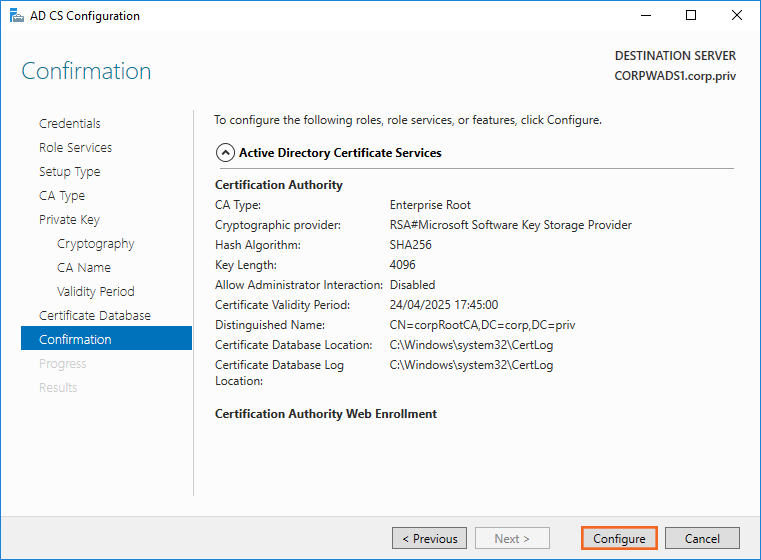 AD CS Configuration
Confirmation
DESTINATION SERVER
CORPWADS1.corp.priv
Credentials
Role Services
Setup Type
CA Type
Private Key
Cryptography
CA Name
Validity Period
Certificate Database
Confirmation
Progress
Results
To configure the following roles, role services, or features, click Configure.
Active Directory Certificate Services
Certification Authority
CA Type: Enterprise Root
Cryptographic provider: RSA#Microsoft Software Key Storage Provider
Hash Algorithm: SHA256
Key Length: 4096
Allow Administrator Interaction: Disabled
Certificate Validity Period: 24/04/2025 17:45:00
Distinguished Name: CN=corpRootCA,DC=corp,DC=priv
Certificate Database Location: C:\Windows\system32\CertLog
Certificate Database Log C:\Windows\system32\CertLog
Location:
Certification Authority Web Enrollment
< Previous Next > Configure Cancel